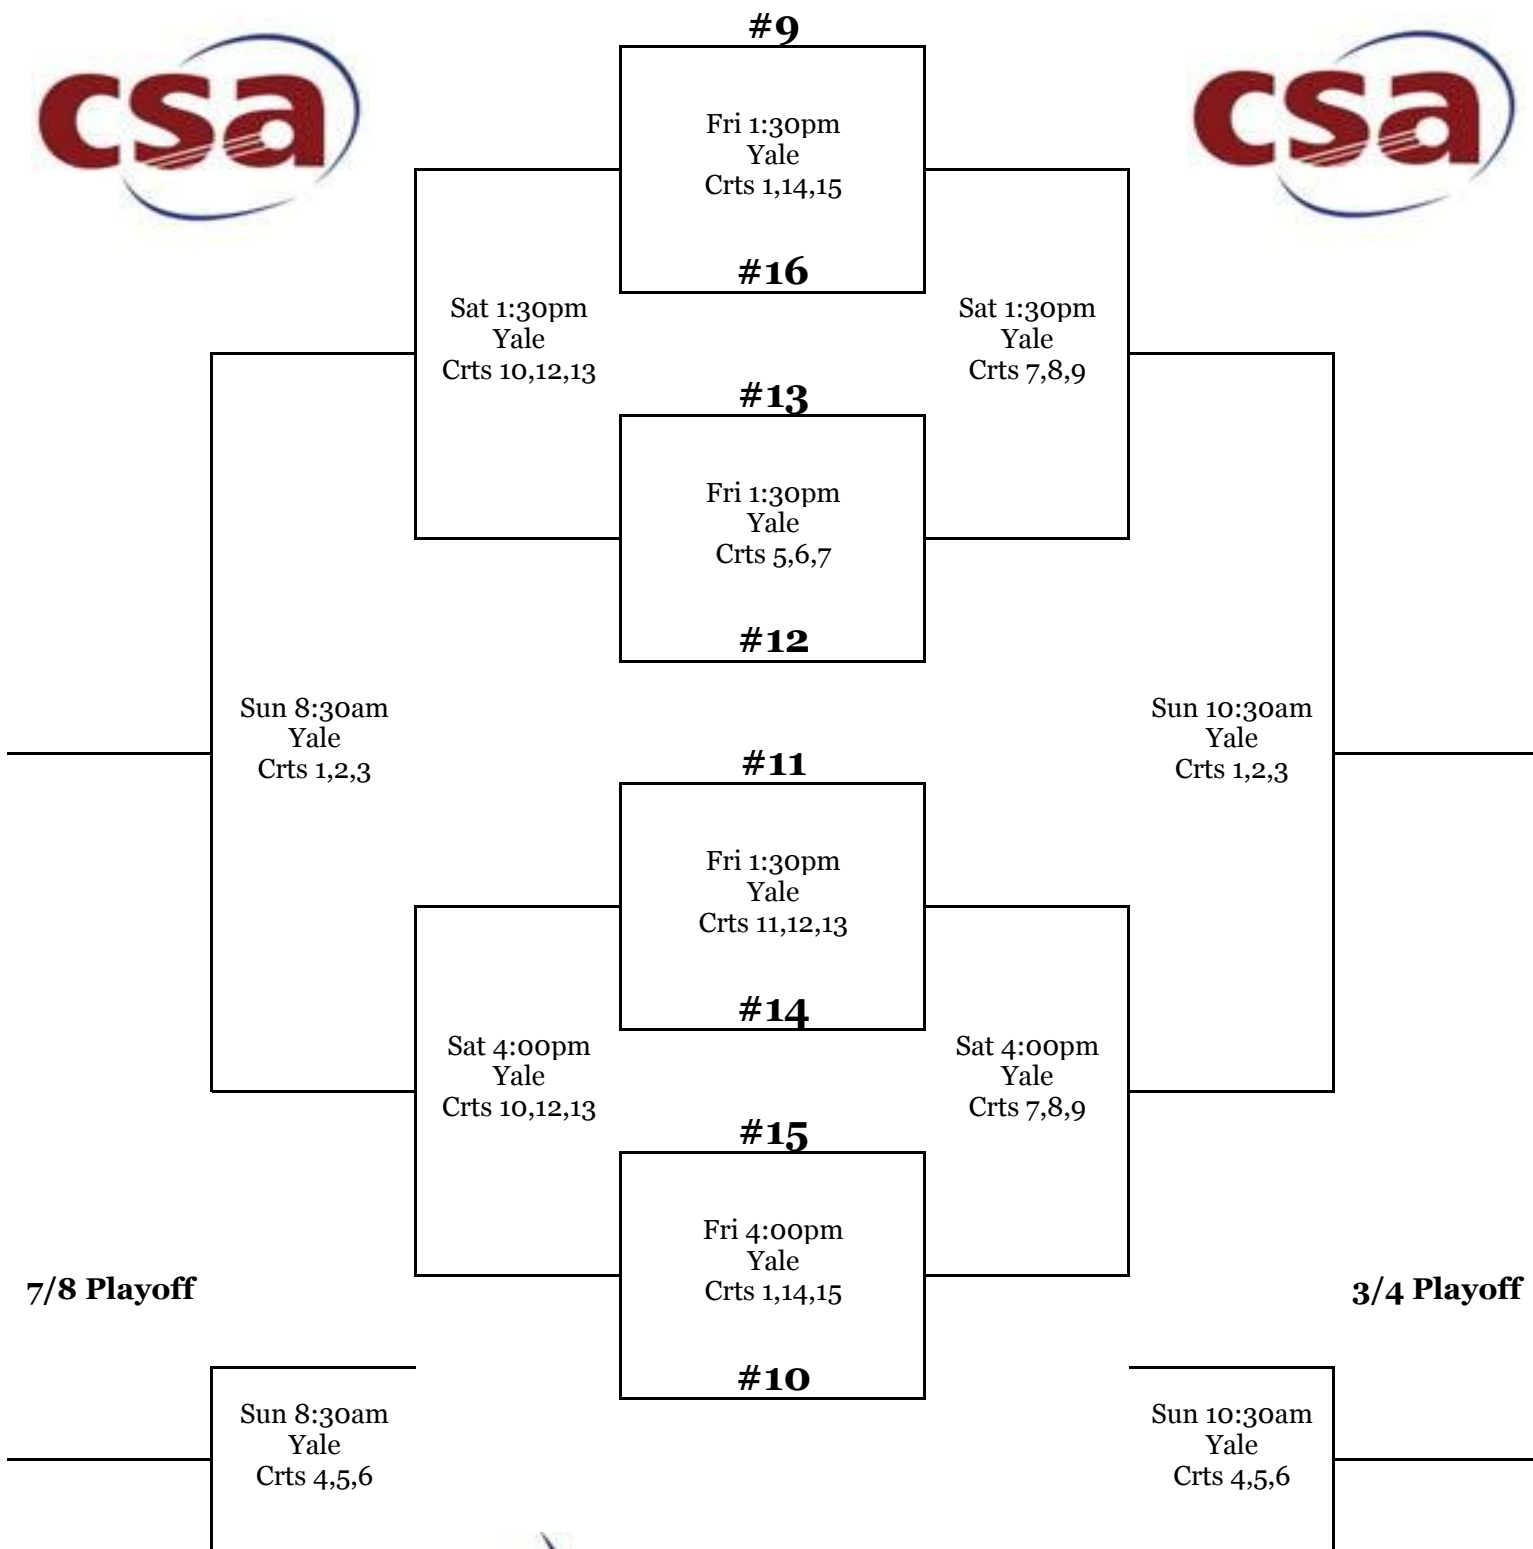 #9
csa
csa
Fri 1:30pm
Yale
Crts 1,14,15
#16
Sat 1:30pm
Yale
Crts 10,12,13
Sat 1:30pm
Yale
Crts 7,8,9
#13
Fri 1:30pm
Yale
Crts 5,6,7
#12
Sun 8:30am
Yale
Crts 1,2,3
Sun 10:30am
Yale
Crts 1,2,3
#11
Fri 1:30pm
Yale
Crts 11,12,13
#14
Sat 4:00pm
Yale
Crts 10,12,13
Sat 4:00pm
Yale
Crts 7,8,9
#15
Fri 4:00pm
Yale
Crts 1,14,15
7/8 Playoff
3/4 Playoff
#10
Sun 8:30am
Yale
Crts 4,5,6
Sun 10:30am
Yale
Crts 4,5,6